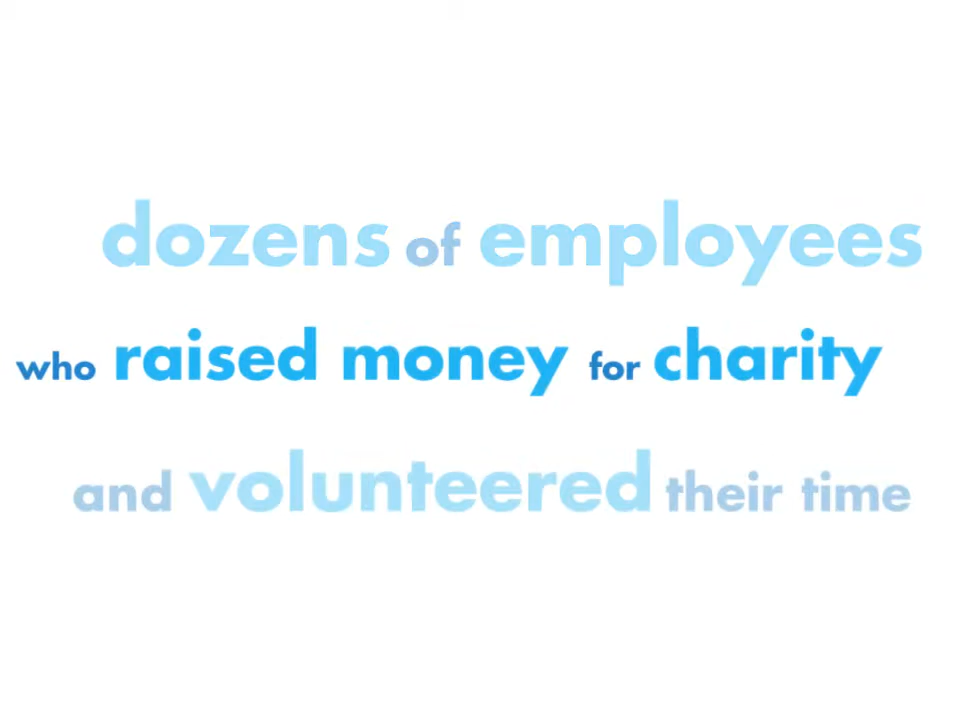 dozens of employees
who raised money for charity
and volunteered their time